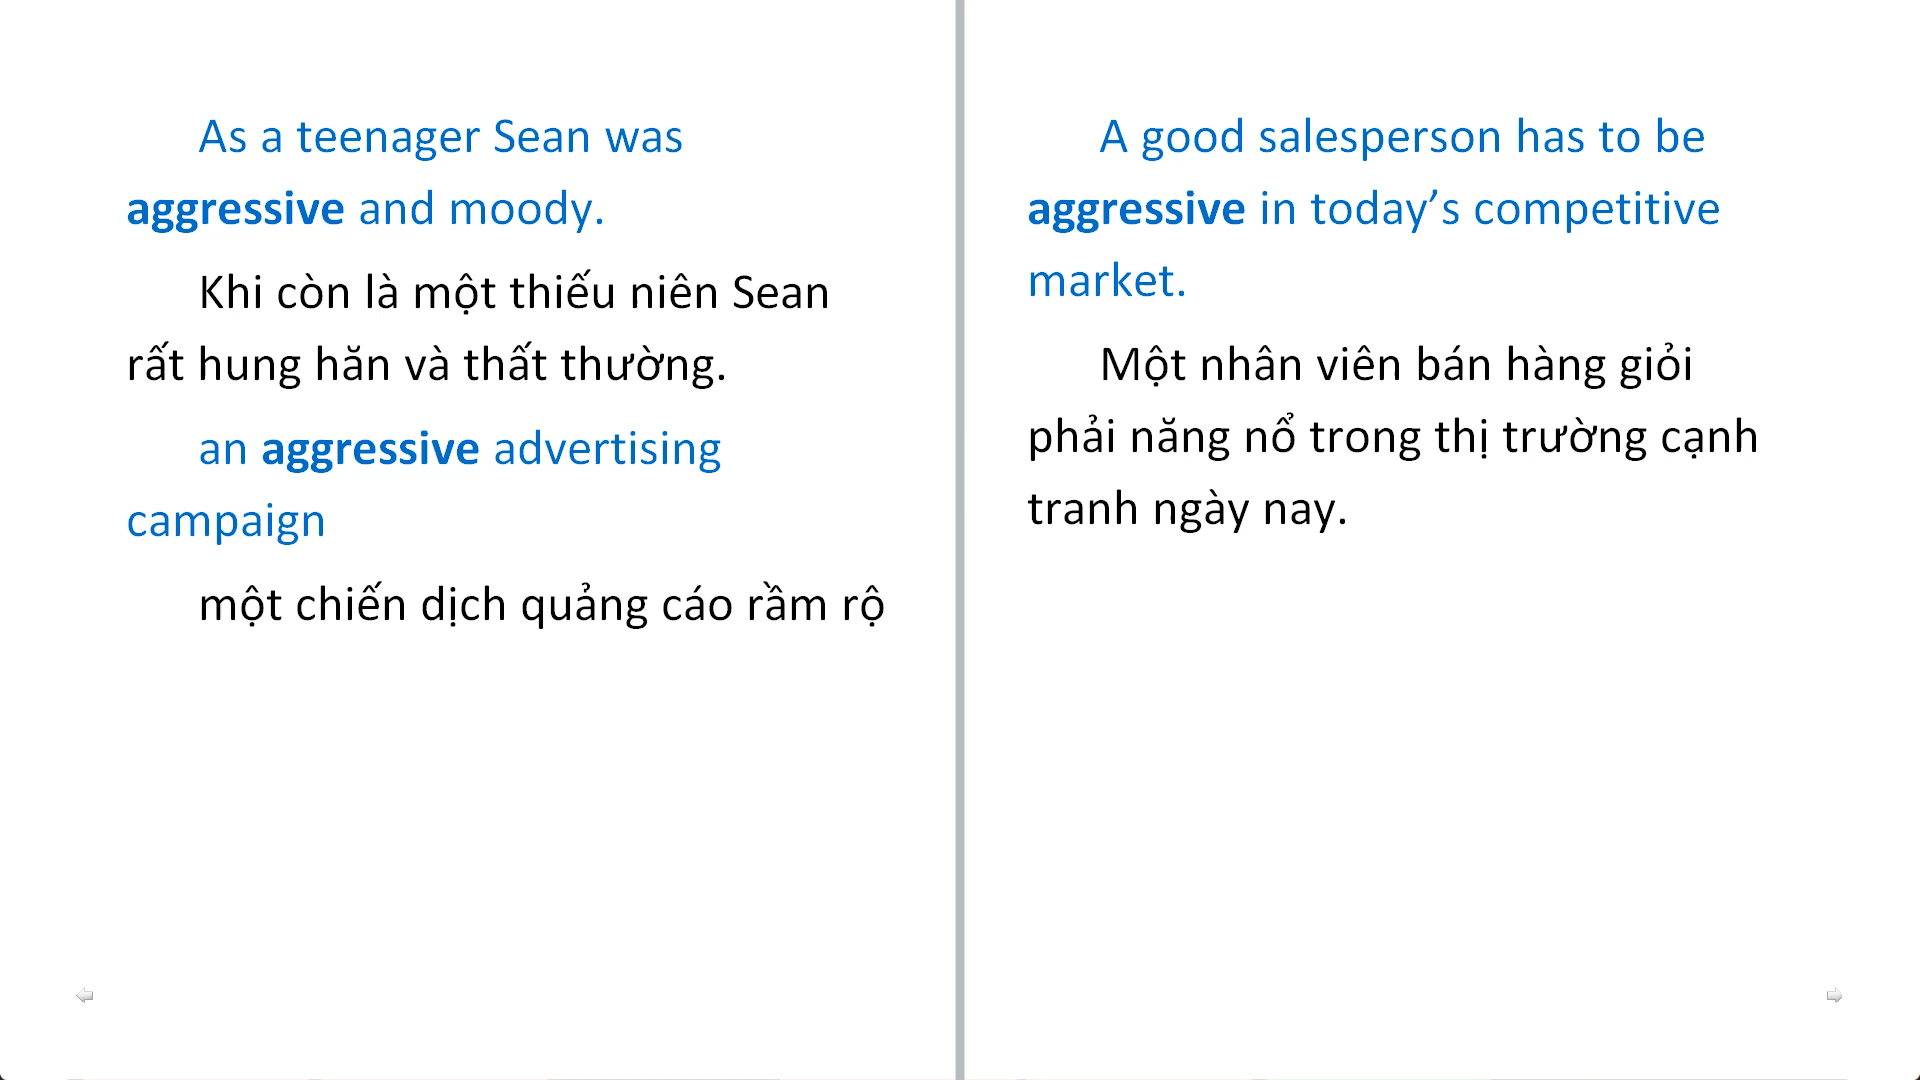 As a teenager Sean was
aggressive and moody.
Khi còn là một thiếu niên Sean
rất hung hăn và thất thường.
an aggressive advertising
campaign
một chiến dịch quảng cáo rầm rộ
A good salesperson has to be
aggressive in today’s competitive
market.
Một nhân viên bán hàng giỏi
phải năng nổ trong thị trường cạnh
tranh ngày nay.